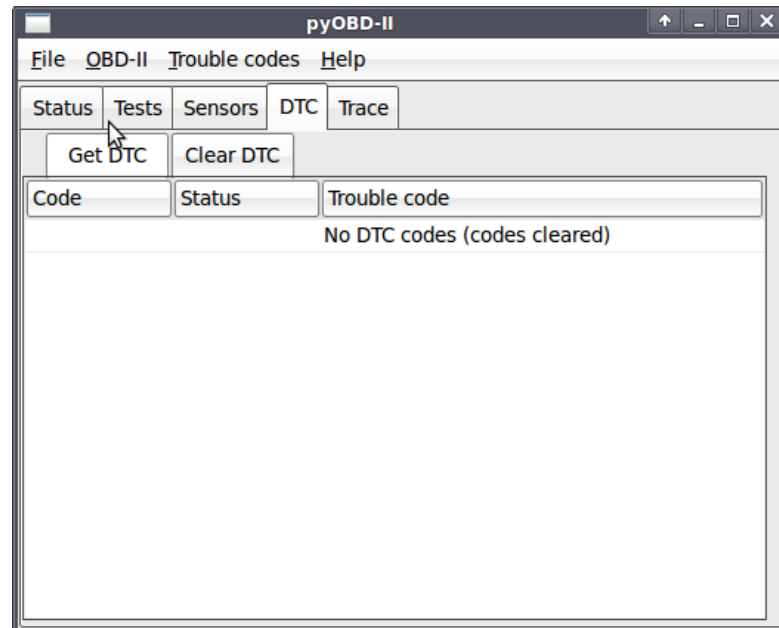 pyOBD-II
File OBD-II Trouble codes Help
Status Tests Sensors DTC Trace
Get DTC Clear DTC
Code Status Trouble code
No DTC codes (codes cleared)